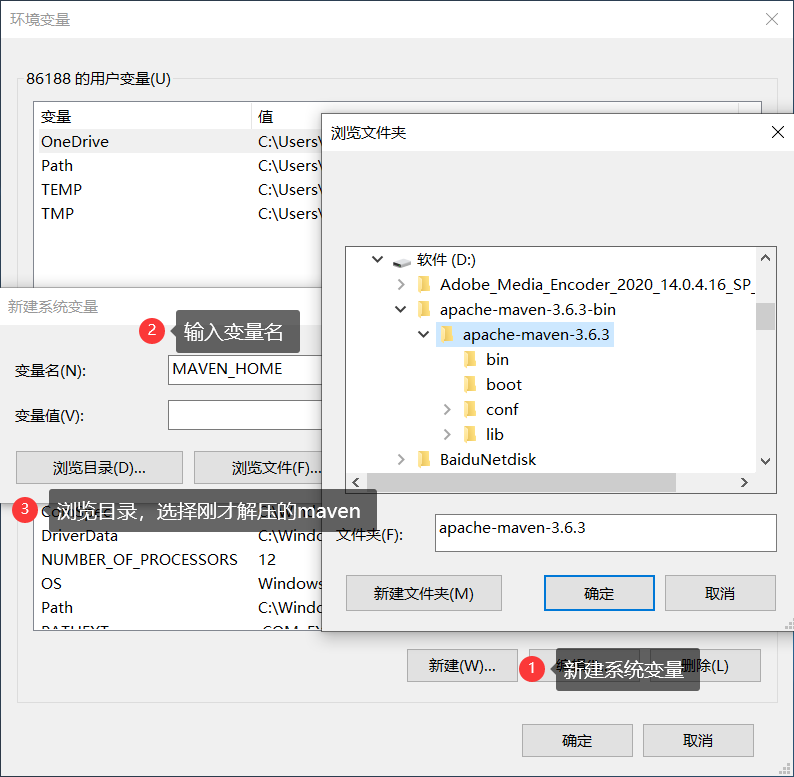 环境变量
86188 的用户变量(U)
变量 值
OneDrive C:\Users\
Path C:\Users\
TEMP C:\Users\
TMP C:\Users\
浏览文件夹
软件 (D:)
Adobe_Media_Encoder_2020_14.0.4.16_SP_
apache-maven-3.6.3-bin
apache-maven-3.6.3
bin
boot
conf
lib
BaiduNetdisk
文件夹(F):
apache-maven-3.6.3
新建文件夹(M)
确定
取消
新建系统变量
2
输入变量名
变量名(N):
MAVEN_HOME
变量值(V):
浏览目录(D)...
浏览文件(F)...
3
浏览目录，选择刚才解压的maven
DriverData C:\Windo
NUMBER_OF_PROCESSORS 12
OS Windows
Path C:\Windo
新建(W)...
1
新建系统变量
删除(L)
确定
取消